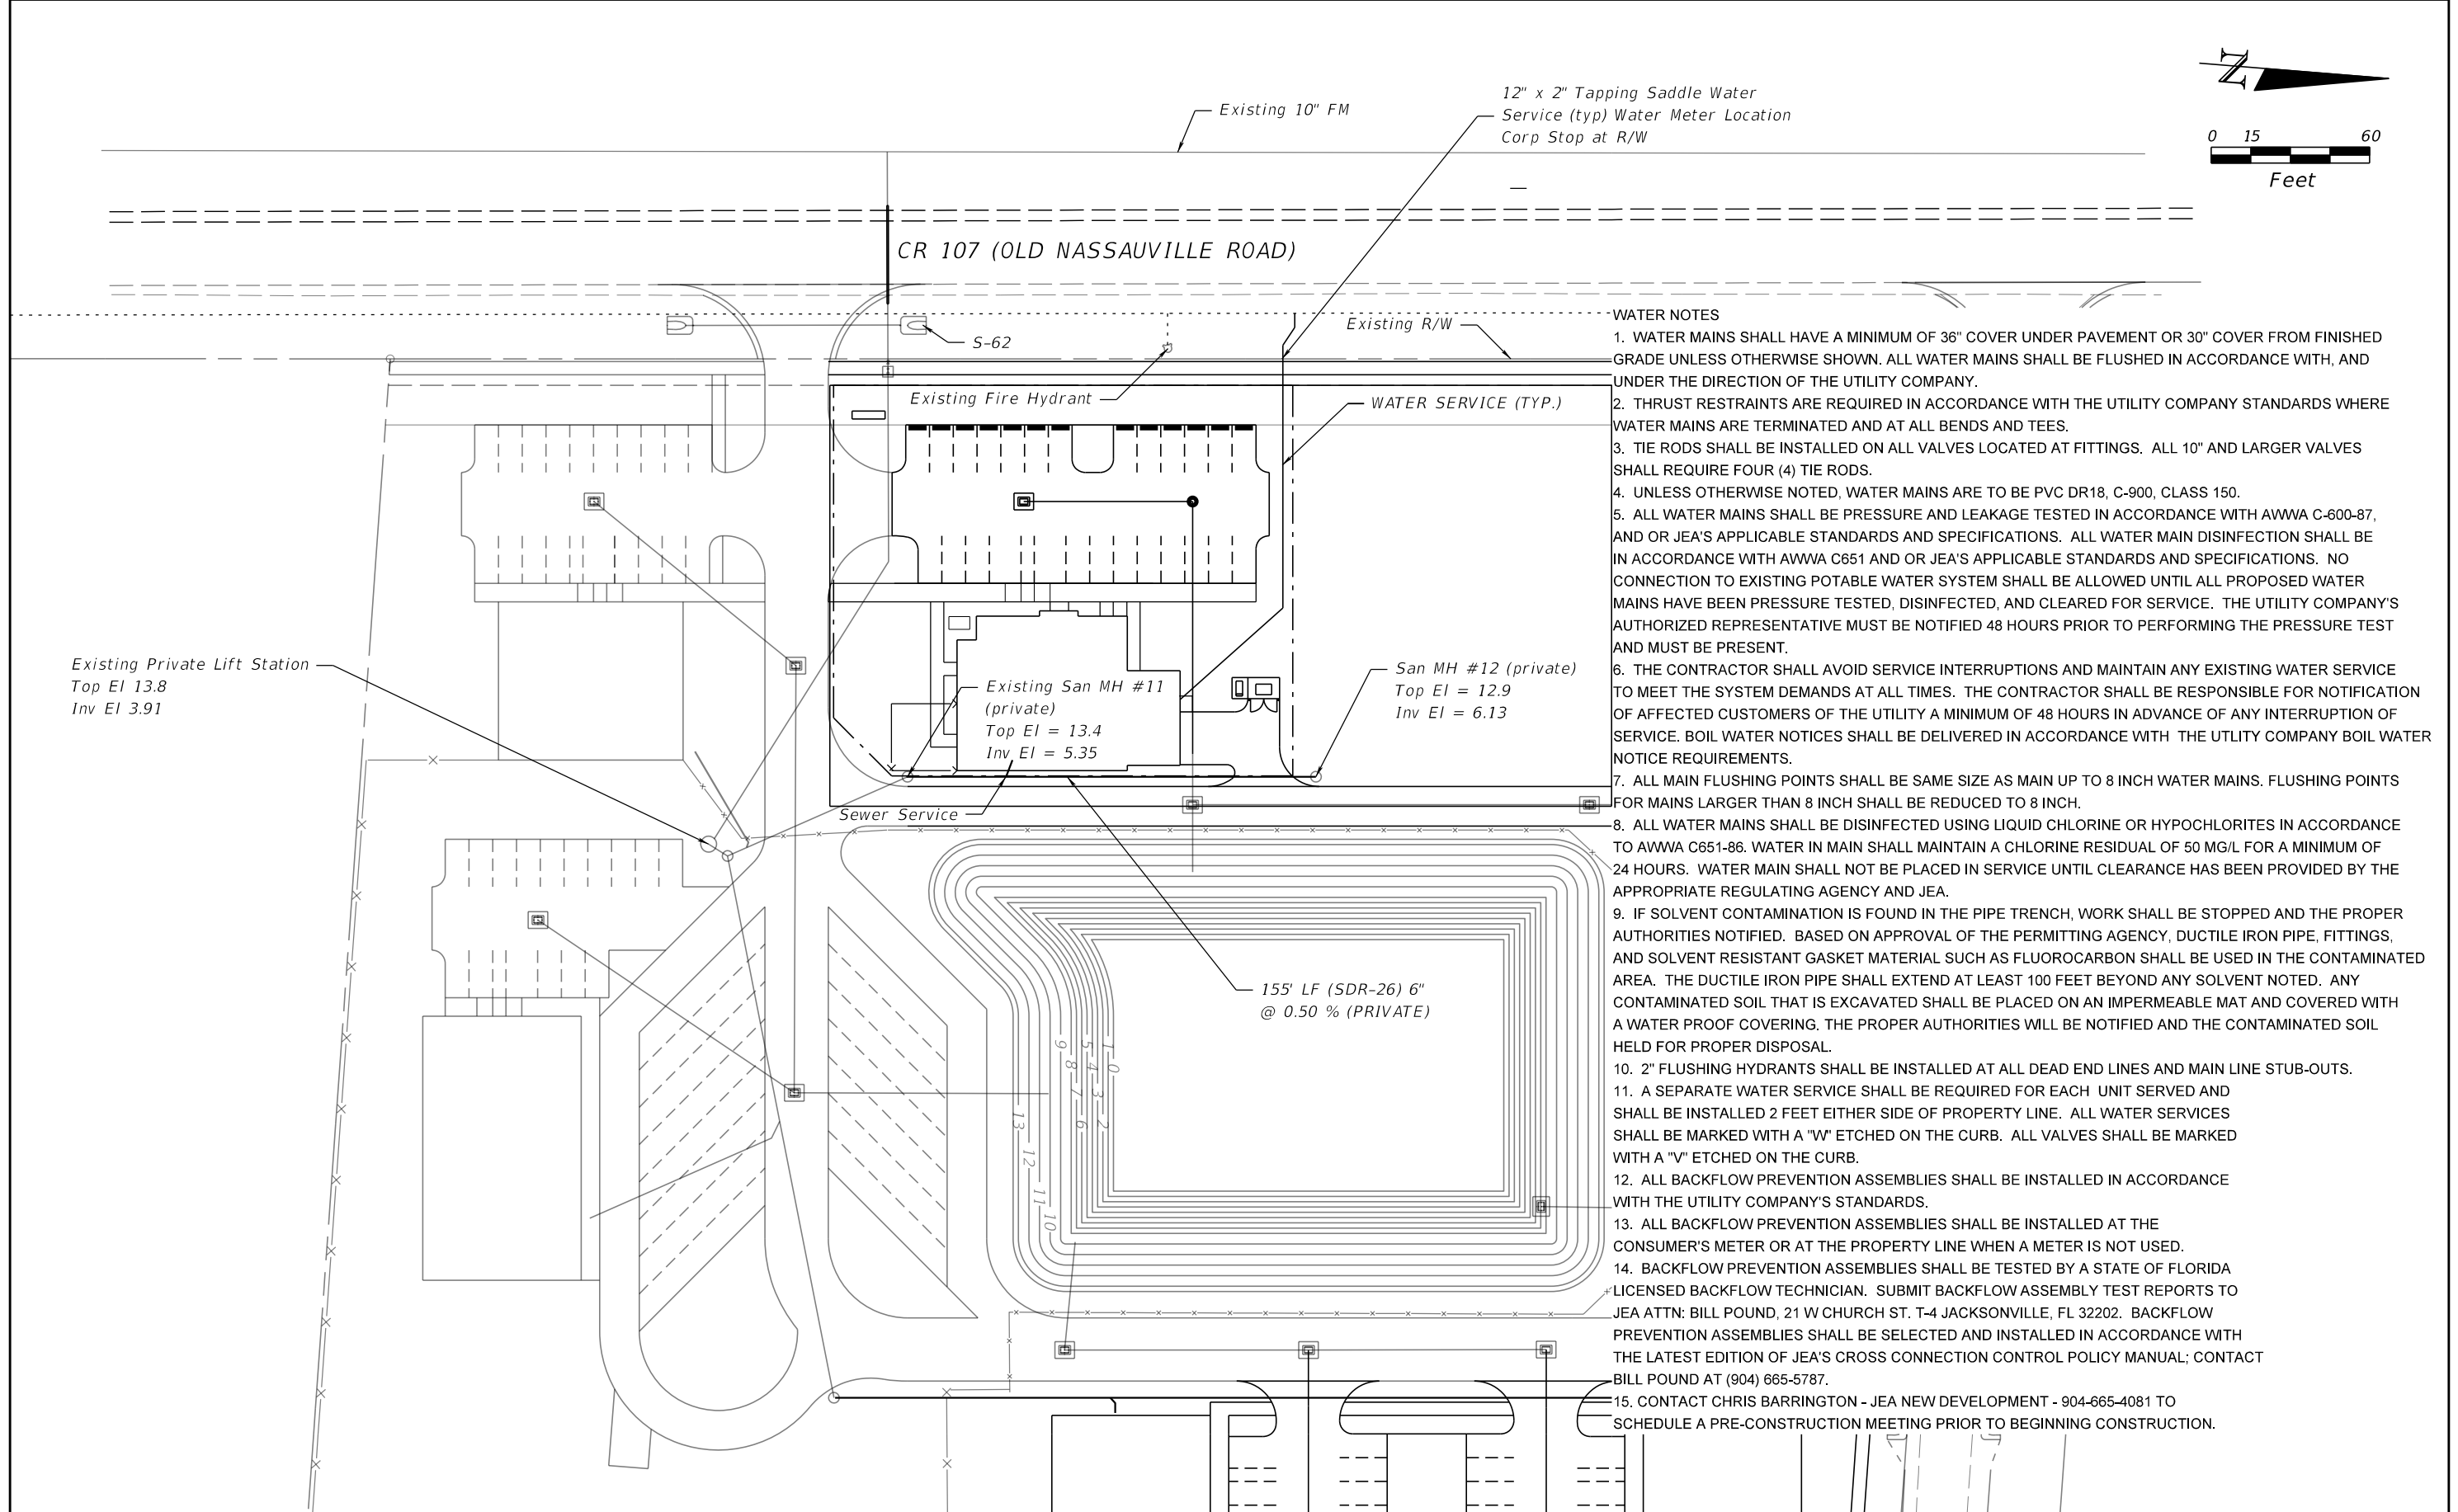 Z
0 15 60
Feet
Existing 10" FM
12" x 2" Tapping Saddle Water
Service (typ) Water Meter Location
Corp Stop at R/W
CR 107 (OLD NASSAUVILLE ROAD)
S-62
Existing R/W
Existing Fire Hydrant
WATER SERVICE (TYP.)
Existing Private Lift Station
Top El 13.8
Inv El 3.91
Existing San MH #11
(private)
Top El = 13.4
Inv El = 5.35
San MH #12 (private)
Top El = 12.9
Inv El = 6.13
Sewer Service
155' LF (SDR-26) 6"
@ 0.50 % (PRIVATE)
13
12
11
10
9
8
7
6
5
4
3
2
1
0
WATER NOTES
1. WATER MAINS SHALL HAVE A MINIMUM OF 36" COVER UNDER PAVEMENT OR 30" COVER FROM FINISHED
GRADE UNLESS OTHERWISE SHOWN. ALL WATER MAINS SHALL BE FLUSHED IN ACCORDANCE WITH, AND
UNDER THE DIRECTION OF THE UTILITY COMPANY.
2. THRUST RESTRAINTS ARE REQUIRED IN ACCORDANCE WITH THE UTILITY COMPANY STANDARDS WHERE
WATER MAINS ARE TERMINATED AND AT ALL BENDS AND TEES.
3. TIE RODS SHALL BE INSTALLED ON ALL VALVES LOCATED AT FITTINGS. ALL 10" AND LARGER VALVES
SHALL REQUIRE FOUR (4) TIE RODS.
4. UNLESS OTHERWISE NOTED, WATER MAINS ARE TO BE PVC DR18, C-900, CLASS 150.
5. ALL WATER MAINS SHALL BE PRESSURE AND LEAKAGE TESTED IN ACCORDANCE WITH AWWA C-600-87,
AND OR JEA'S APPLICABLE STANDARDS AND SPECIFICATIONS. ALL WATER MAIN DISINFECTION SHALL BE
IN ACCORDANCE WITH AWWA C651 AND OR JEA'S APPLICABLE STANDARDS AND SPECIFICATIONS. NO
CONNECTION TO EXISTING POTABLE WATER SYSTEM SHALL BE ALLOWED UNTIL ALL PROPOSED WATER
MAINS HAVE BEEN PRESSURE TESTED, DISINFECTED, AND CLEARED FOR SERVICE. THE UTILITY COMPANY'S
AUTHORIZED REPRESENTATIVE MUST BE NOTIFIED 48 HOURS PRIOR TO PERFORMING THE PRESSURE TEST
AND MUST BE PRESENT.
6. THE CONTRACTOR SHALL AVOID SERVICE INTERRUPTIONS AND MAINTAIN ANY EXISTING WATER SERVICE
TO MEET THE SYSTEM DEMANDS AT ALL TIMES. THE CONTRACTOR SHALL BE RESPONSIBLE FOR NOTIFICATION
OF AFFECTED CUSTOMERS OF THE UTILITY A MINIMUM OF 48 HOURS IN ADVANCE OF ANY INTERRUPTION OF
SERVICE. BOIL WATER NOTICES SHALL BE DELIVERED IN ACCORDANCE WITH THE UTLITY COMPANY BOIL WATER
NOTICE REQUIREMENTS.
7. ALL MAIN FLUSHING POINTS SHALL BE SAME SIZE AS MAIN UP TO 8 INCH WATER MAINS. FLUSHING POINTS
FOR MAINS LARGER THAN 8 INCH SHALL BE REDUCED TO 8 INCH.
8. ALL WATER MAINS SHALL BE DISINFECTED USING LIQUID CHLORINE OR HYPOCHLORITES IN ACCORDANCE
TO AWWA C651-86. WATER IN MAIN SHALL MAINTAIN A CHLORINE RESIDUAL OF 50 MG/L FOR A MINIMUM OF
24 HOURS. WATER MAIN SHALL NOT BE PLACED IN SERVICE UNTIL CLEARANCE HAS BEEN PROVIDED BY THE
APPROPRIATE REGULATING AGENCY AND JEA.
9. IF SOLVENT CONTAMINATION IS FOUND IN THE PIPE TRENCH, WORK SHALL BE STOPPED AND THE PROPER
AUTHORITIES NOTIFIED. BASED ON APPROVAL OF THE PERMITTING AGENCY, DUCTILE IRON PIPE, FITTINGS,
AND SOLVENT RESISTANT GASKET MATERIAL SUCH AS FLUOROCARBON SHALL BE USED IN THE CONTAMINATED
AREA. THE DUCTILE IRON PIPE SHALL EXTEND AT LEAST 100 FEET BEYOND ANY SOLVENT NOTED. ANY
CONTAMINATED SOIL THAT IS EXCAVATED SHALL BE PLACED ON AN IMPERMEABLE MAT AND COVERED WITH
A WATER PROOF COVERING. THE PROPER AUTHORITIES WILL BE NOTIFIED AND THE CONTAMINATED SOIL
HELD FOR PROPER DISPOSAL.
10. 2" FLUSHING HYDRANTS SHALL BE INSTALLED AT ALL DEAD END LINES AND MAIN LINE STUB-OUTS.
11. A SEPARATE WATER SERVICE SHALL BE REQUIRED FOR EACH UNIT SERVED AND
SHALL BE INSTALLED 2 FEET EITHER SIDE OF PROPERTY LINE. ALL WATER SERVICES
SHALL BE MARKED WITH A "W" ETCHED ON THE CURB. ALL VALVES SHALL BE MARKED
WITH A "V" ETCHED ON THE CURB.
12. ALL BACKFLOW PREVENTION ASSEMBLIES SHALL BE INSTALLED IN ACCORDANCE
WITH THE UTILITY COMPANY'S STANDARDS.
13. ALL BACKFLOW PREVENTION ASSEMBLIES SHALL BE INSTALLED AT THE
CONSUMER'S METER OR AT THE PROPERTY LINE WHEN A METER IS NOT USED.
14. BACKFLOW PREVENTION ASSEMBLIES SHALL BE TESTED BY A STATE OF FLORIDA
LICENSED BACKFLOW TECHNICIAN. SUBMIT BACKFLOW ASSEMBLY TEST REPORTS TO
JEA ATTN: BILL POUND, 21 W CHURCH ST. T-4 JACKSONVILLE, FL 32202. BACKFLOW
PREVENTION ASSEMBLIES SHALL BE SELECTED AND INSTALLED IN ACCORDANCE WITH
THE LATEST EDITION OF JEA'S CROSS CONNECTION CONTROL POLICY MANUAL; CONTACT
BILL POUND AT (904) 665-5787.
15. CONTACT CHRIS BARRINGTON - JEA NEW DEVELOPMENT - 904-665-4081 TO
SCHEDULE A PRE-CONSTRUCTION MEETING PRIOR TO BEGINNING CONSTRUCTION.